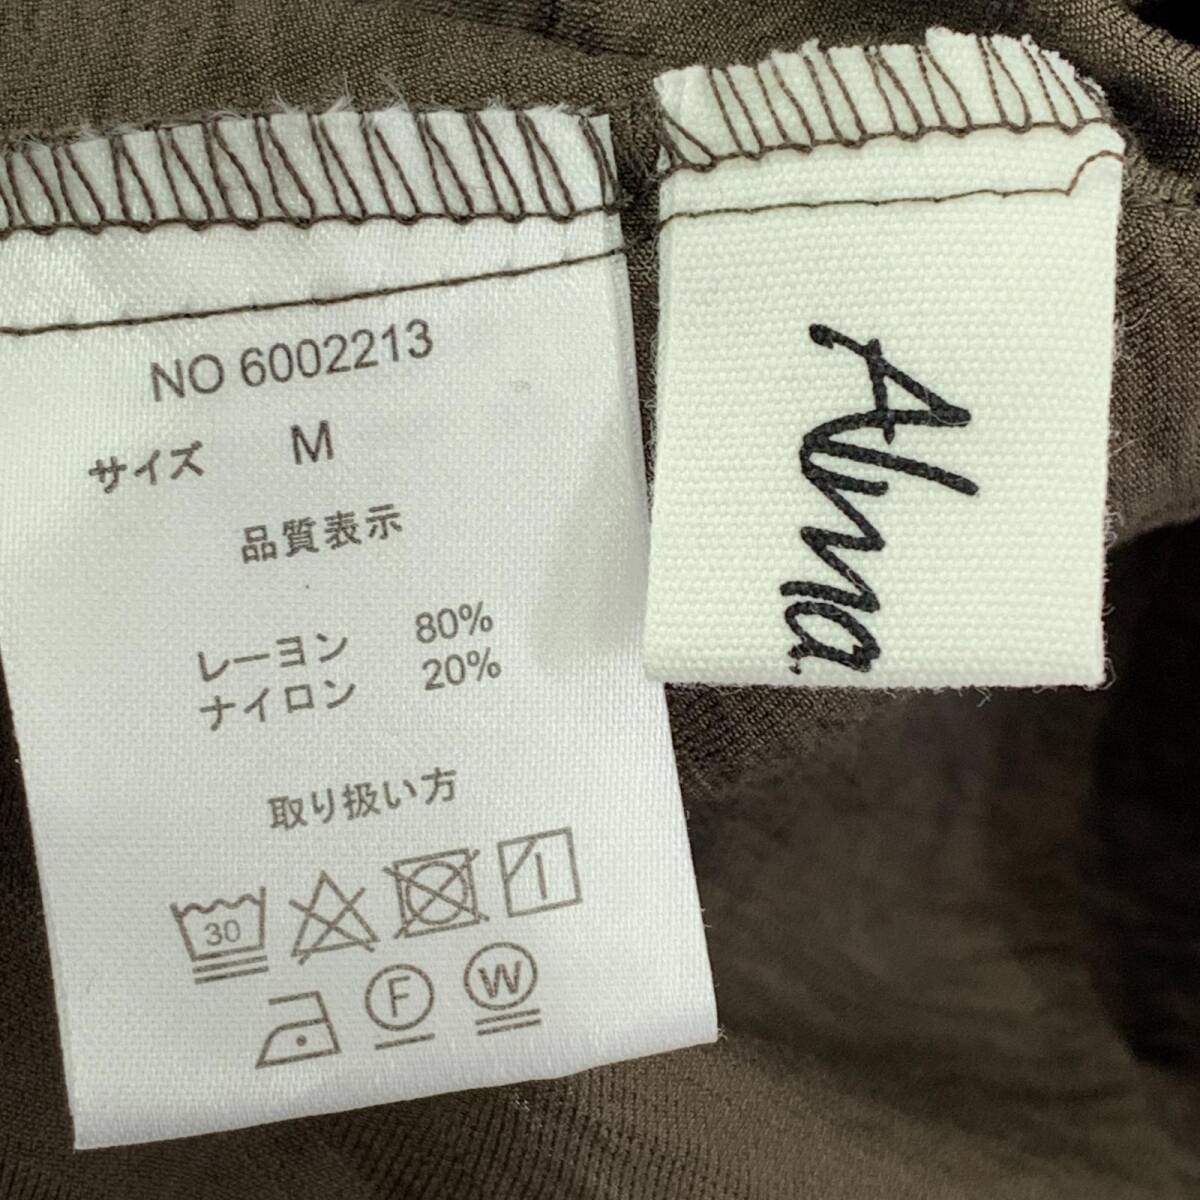 NO 6002213
サイズ M
品質表示
レーヨン 80%
ナイロン 20%
取り扱い方
30
F
W
Alma.